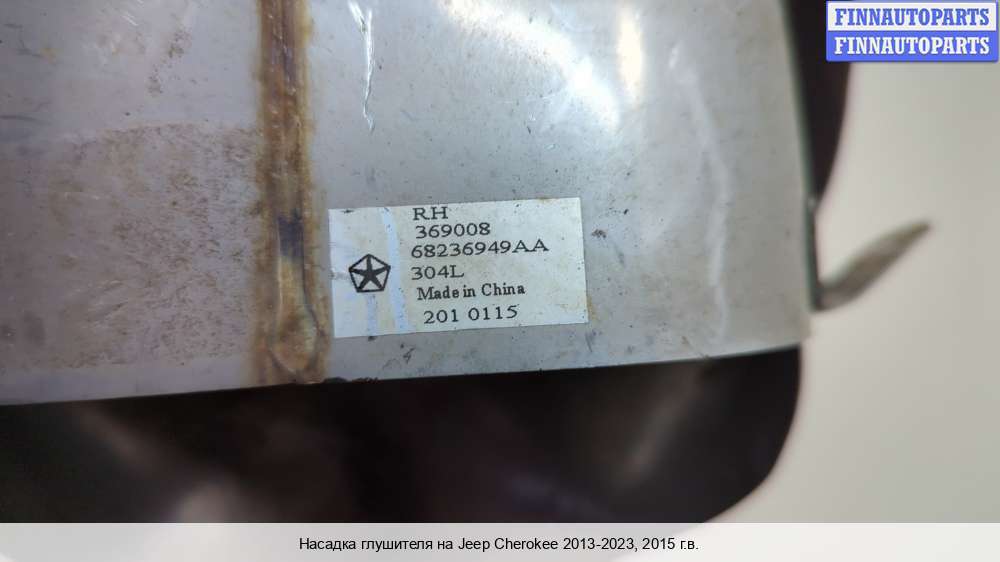 FINNAUTOPARTS
FINNAUTOPARTS
RH
369008
68236949AA
304L
Made in China
201 0115
Насадка глушителя на Jeep Cherokee 2013-2023, 2015 г.в.